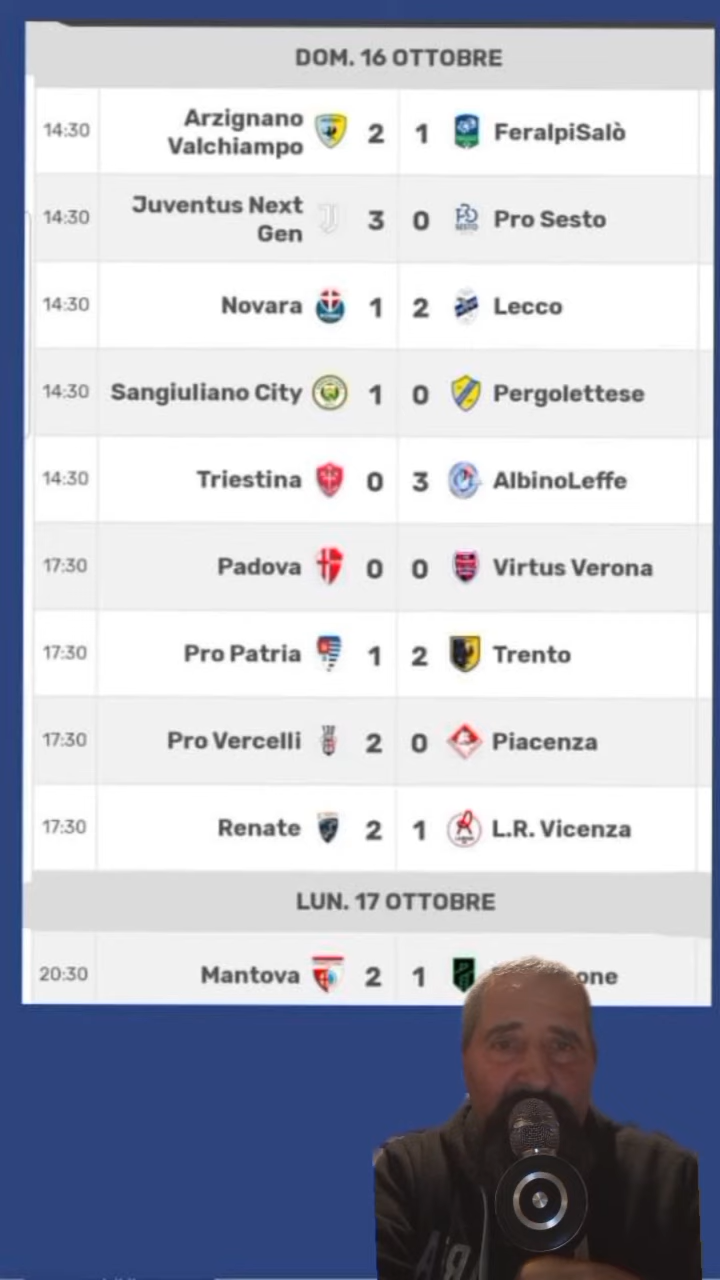 DOM. 16 OTTOBRE
14:30 Arzignano Valchiampo 2 1 FeralpiSalò
14:30 Juventus Next Gen 3 0 Pro Sesto
14:30 Novara 1 2 Lecco
14:30 Sangiuliano City 1 0 Pergolettese
14:30 Triestina 0 3 AlbinoLeffe
17:30 Padova 0 0 Virtus Verona
17:30 Pro Patria 1 2 Trento
17:30 Pro Vercelli 2 0 Piacenza
17:30 Renate 2 1 L.R. Vicenza
LUN. 17 OTTOBRE
20:30 Mantova 2 1